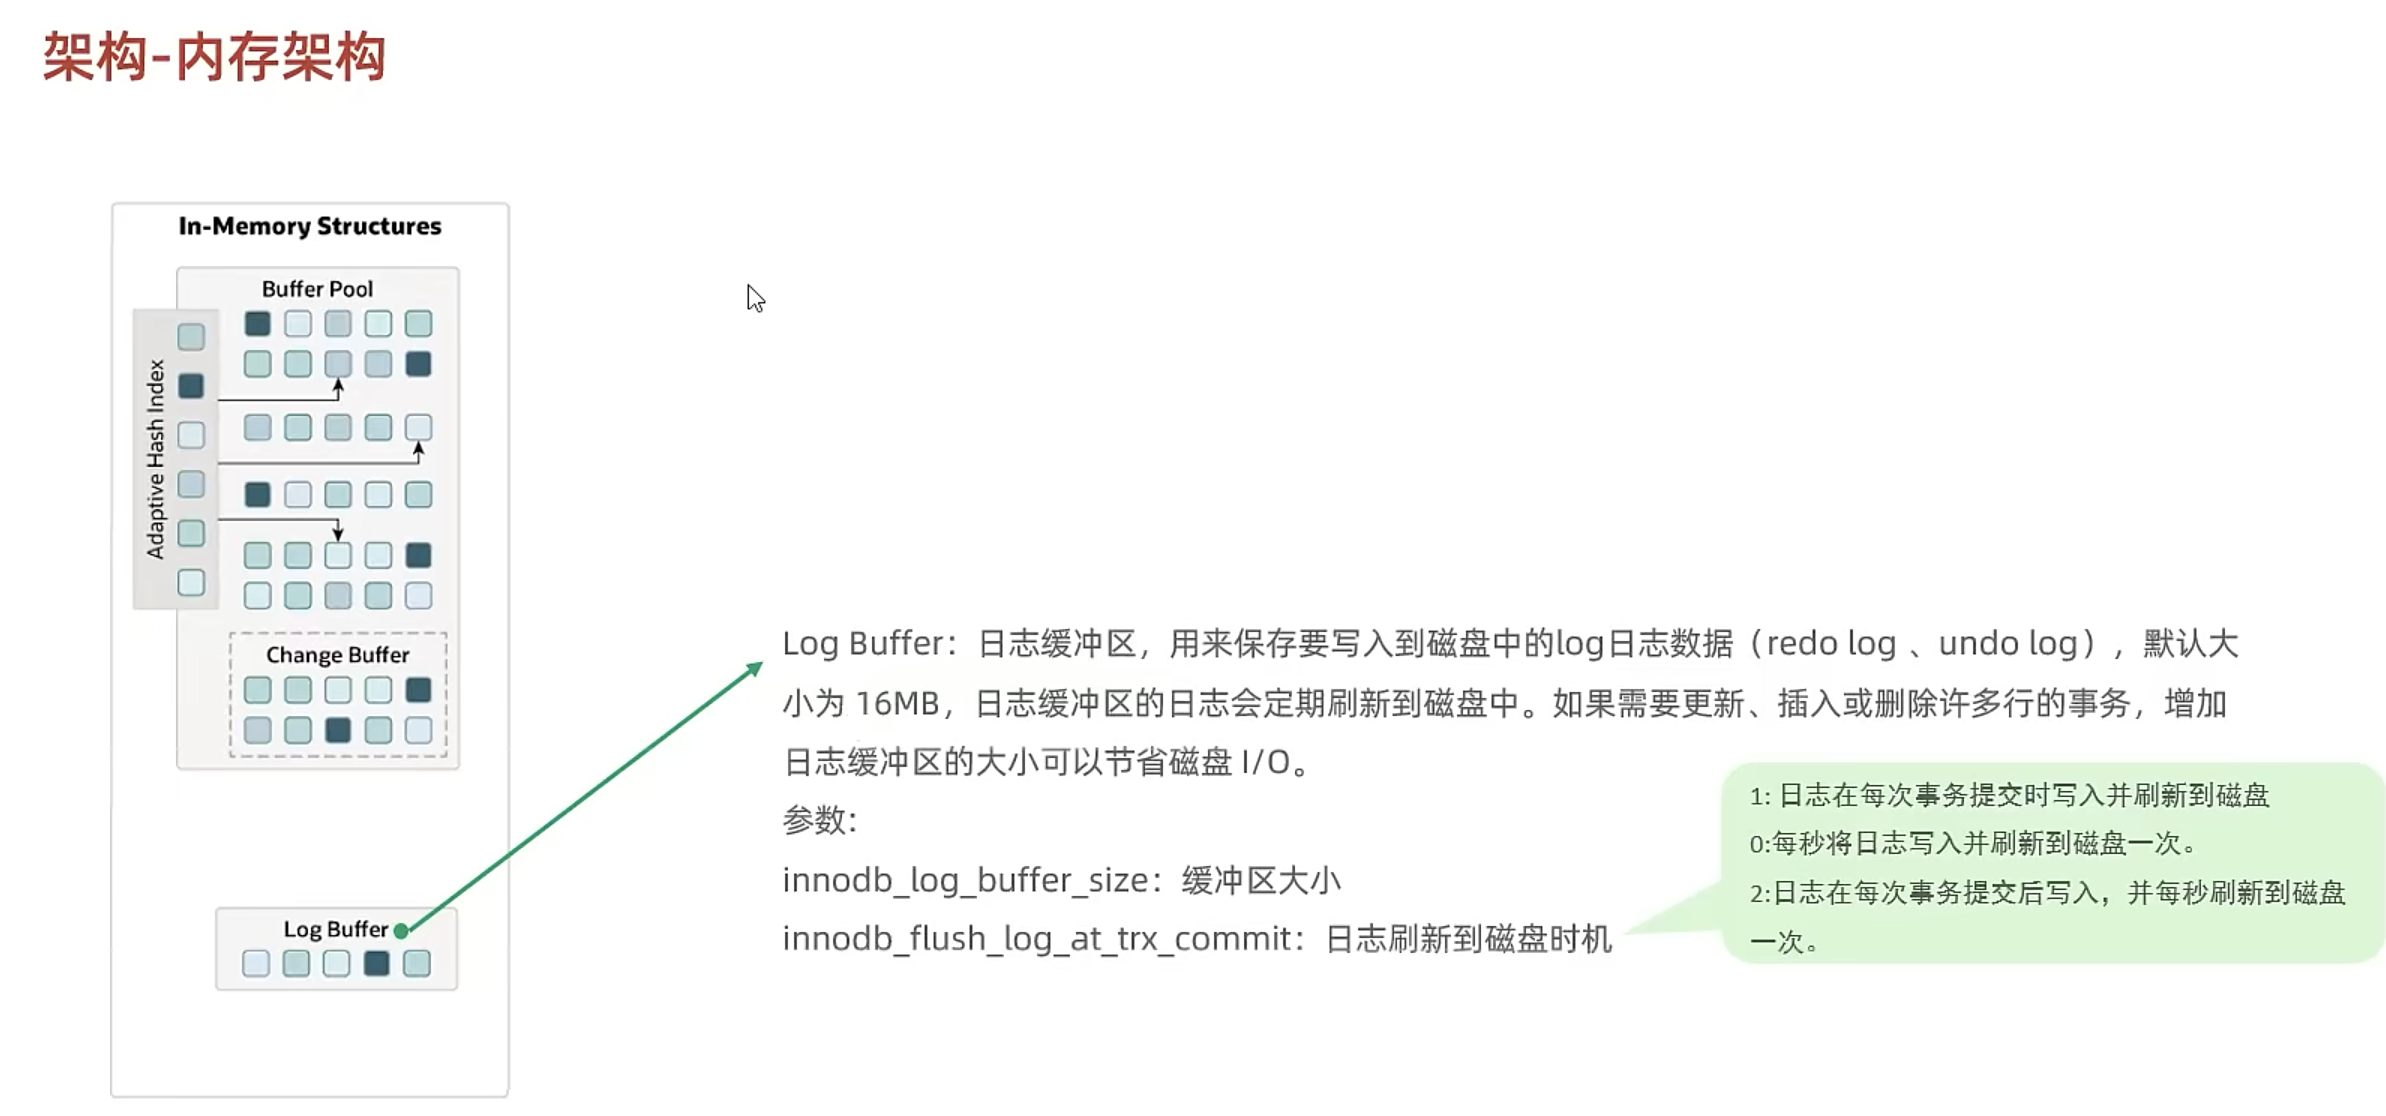 架构-内存架构
In-Memory Structures
Buffer Pool
Adaptive Hash Index
Change Buffer
Log Buffer
Log Buffer：日志缓冲区，用来保存要写入到磁盘中的log日志数据（redo log 、undo log），默认大
小为 16MB，日志缓冲区的日志会定期刷新到磁盘中。如果需要更新、插入或删除许多行的事务，增加
日志缓冲区的大小可以节省磁盘 I/O。
参数：
innodb_log_buffer_size：缓冲区大小
innodb_flush_log_at_trx_commit：日志刷新到磁盘时机
1: 日志在每次事务提交时写入并刷新到磁盘
0:每秒将日志写入并刷新到磁盘一次。
2:日志在每次事务提交后写入，并每秒刷新到磁盘
一次。